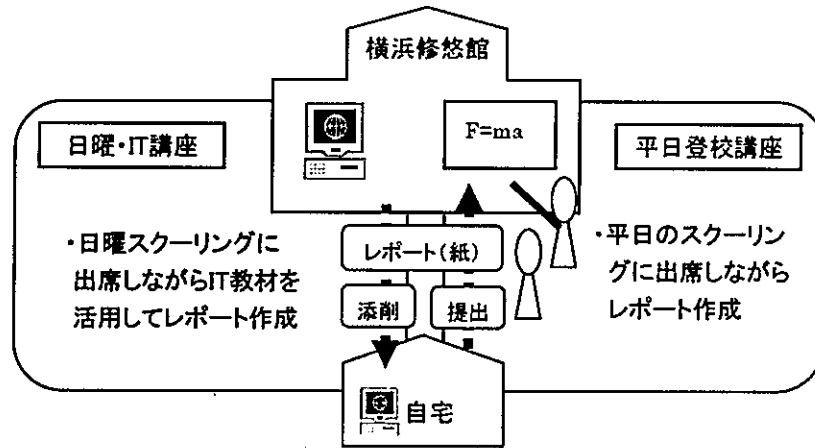 横浜修悠館
F=ma
日曜・IT講座
平日登校講座
・日曜スクーリングに
出席しながらIT教材を
活用してレポート作成
レポート(紙)
添削
提出
・平日のスクーリン
グに出席しながら
レポート作成
自宅